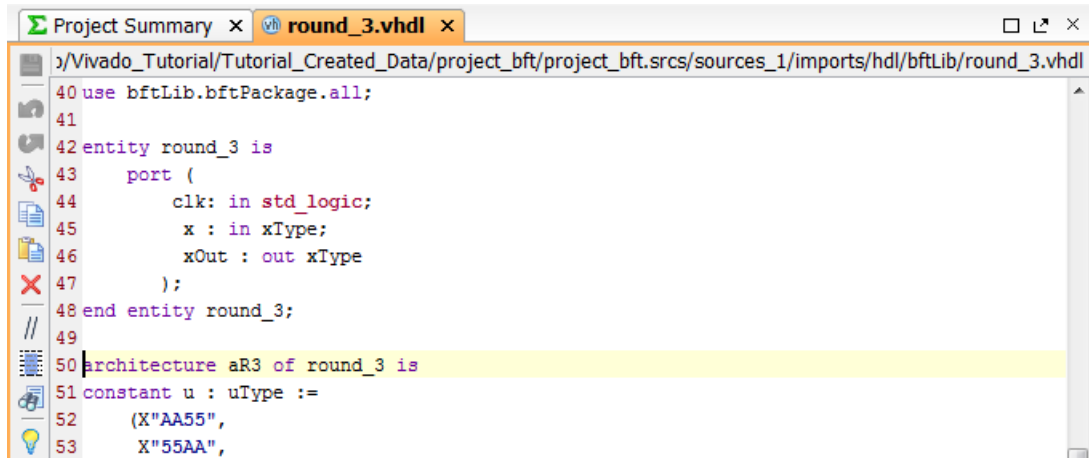 Σ Project Summary × vh round_3.vhdl ×
o/Vivado_Tutorial/Tutorial_Created_Data/project_bft/project_bft.srcs/sources_1/imports/hdl/bftLib/round_3.vhdl
40 use bftLib.bftPackage.all;
41
42 entity round_3 is
43 port (
44 clk: in std_logic;
45 x : in xType;
46 xOut : out xType
47 );
48 end entity round_3;
49
50 architecture aR3 of round_3 is
51 constant u : uType :=
52 (X"AA55",
53 X"55AA",